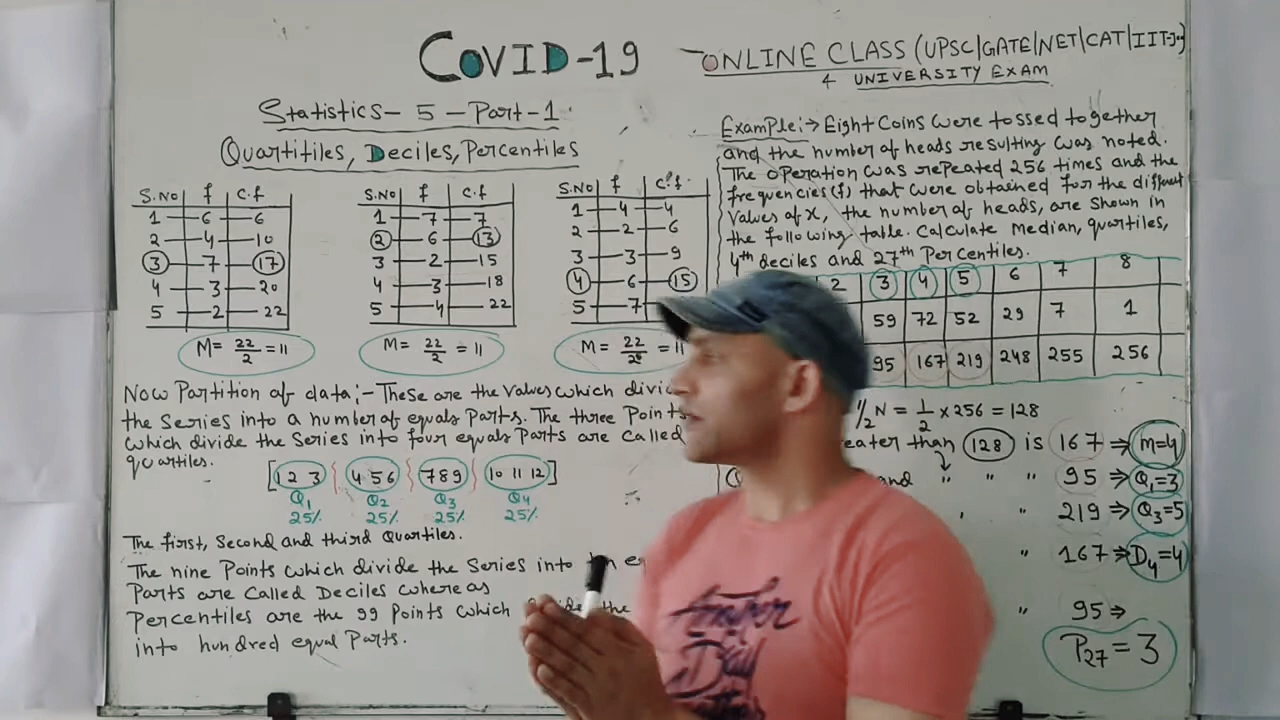 COVID-19
ONLINE CLASS (UPSC|GATE|NET|CAT|IIT-
UNIVERSITY EXAM
Statistics- 5 - Part-1
Quartifiles, Deciles, Percentiles
S.NO f c.f
1 6 6
2 4 10
3 7 17
4 3 20
5 2 22
M= 22/2 = 11
S.NO f c.f
1 7 7
2 6 13
3 2 15
4 3 18
5 4 22
M= 22/2 = 11
S.NO f c.f.
1 4 4
2 2 6
3 3 9
4 6 15
5 7
M = 22/2 = 11
Now Partition of data:- These are the Values which divi
the Series into a number of equals Parts. The three Point
which divide the Series into four equals Parts are called
quartiles.
[1 2 3 4 5 6 7 8 9 10 11 12]
Q1 Q2 Q3 Q4
25% 25% 25% 25%
The first, Second and third Quartiles.
The nine Points which divide the Series into
Parts are Called Deciles whereas
Percentiles are the 99 Points which the
into hundred equal Parts.
Example:→ Eight Coins were tossed together
and the number of heads resulting was noted.
The operation was repeated 256 times and the
frequencies (f) that were obtained for the different
Values of x, the number of heads, are shown in
the following table. Calculate median, quartiles,
4th deciles and 27th Percentiles.
2 3 4 5 6 7 8
59 72 52 29 7 1
95 167 219 248 255 256
1/2 N = 1/2 x 256 = 128
eater than 128 is 167 ⇒ M=4
and " " " 95 ⇒ Q1=3
" 219 ⇒ Q3=5
" 167 ⇒ D4=4
" 95 ⇒
P27 = 3
Another